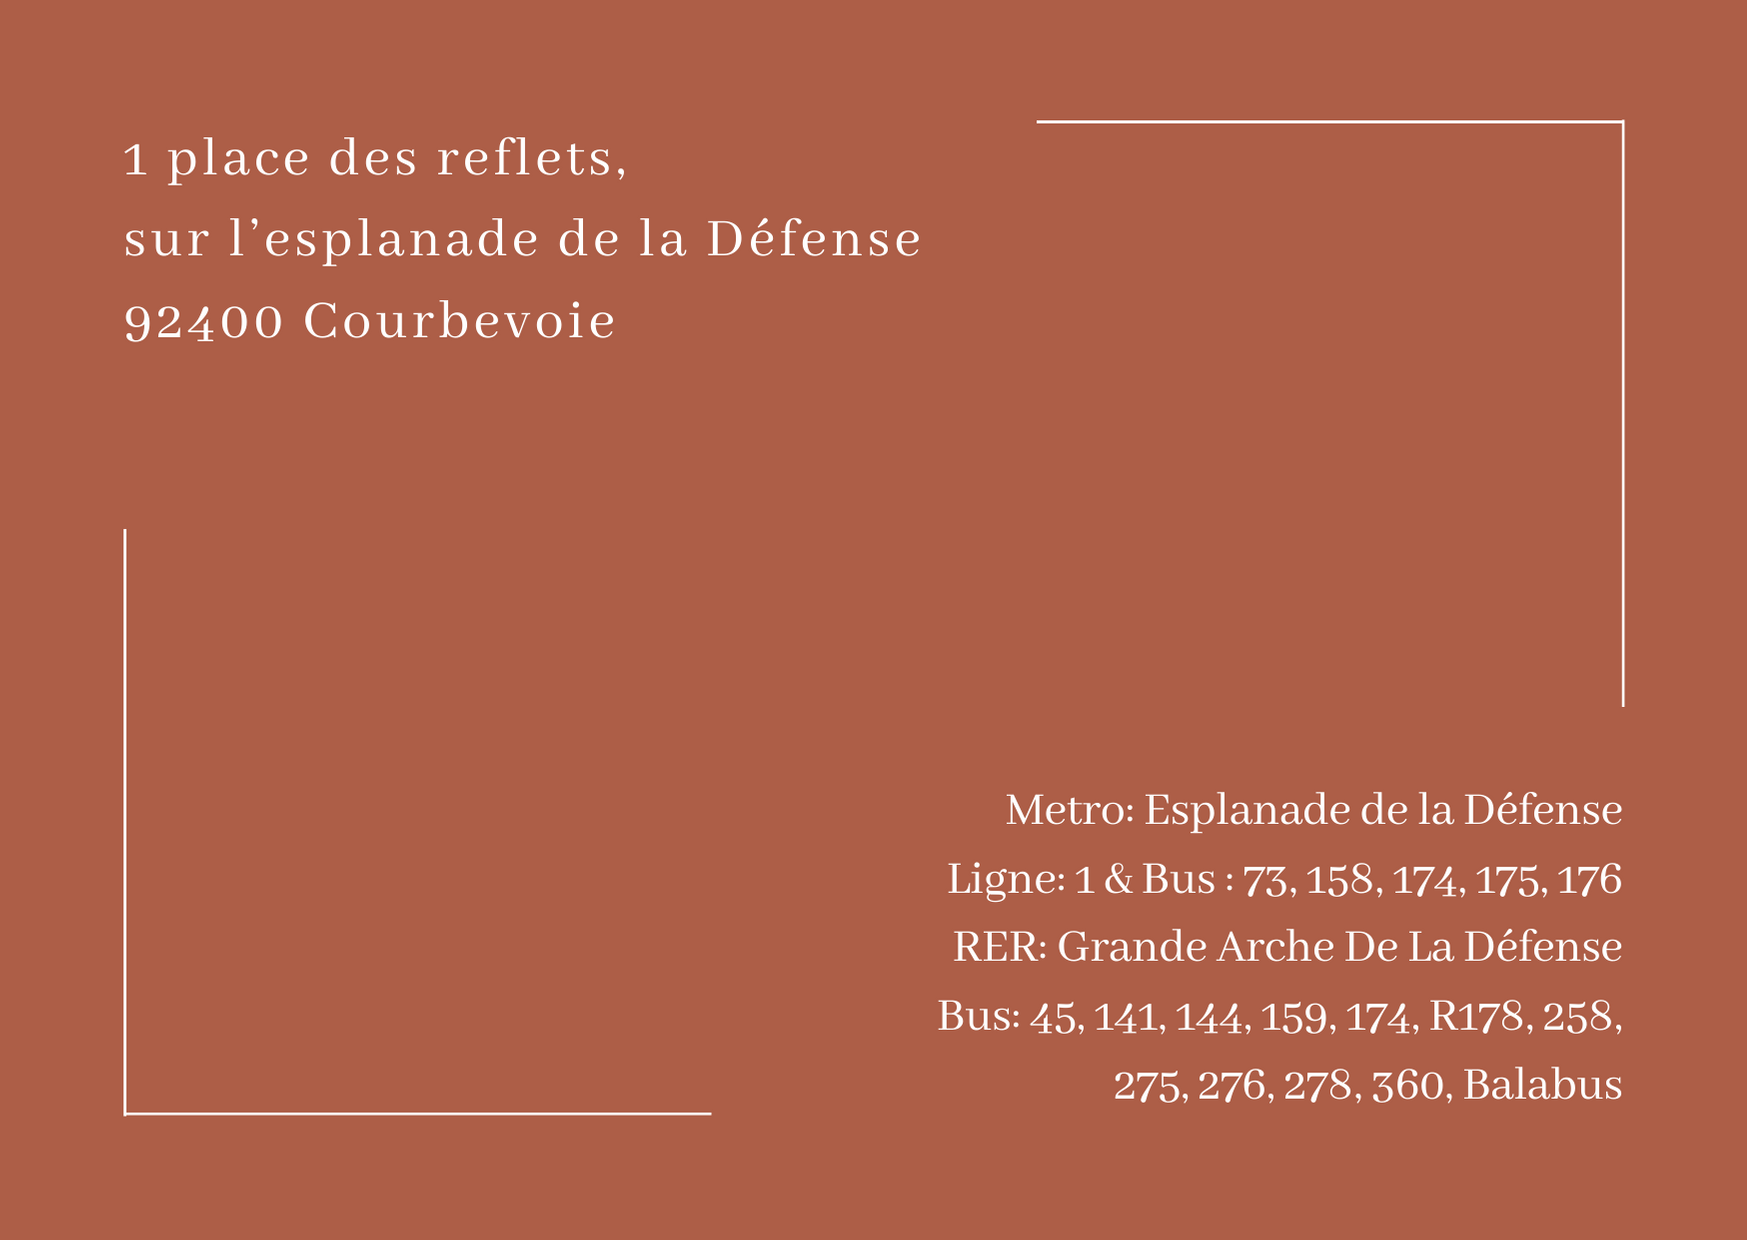 1 place des reflets,
sur l’esplanade de la Défense
92400 Courbevoie
Metro: Esplanade de la Défense
Ligne: 1 & Bus : 73, 158, 174, 175, 176
RER: Grande Arche De La Défense
Bus: 45, 141, 144, 159, 174, R178, 258,
275, 276, 278, 360, Balabus